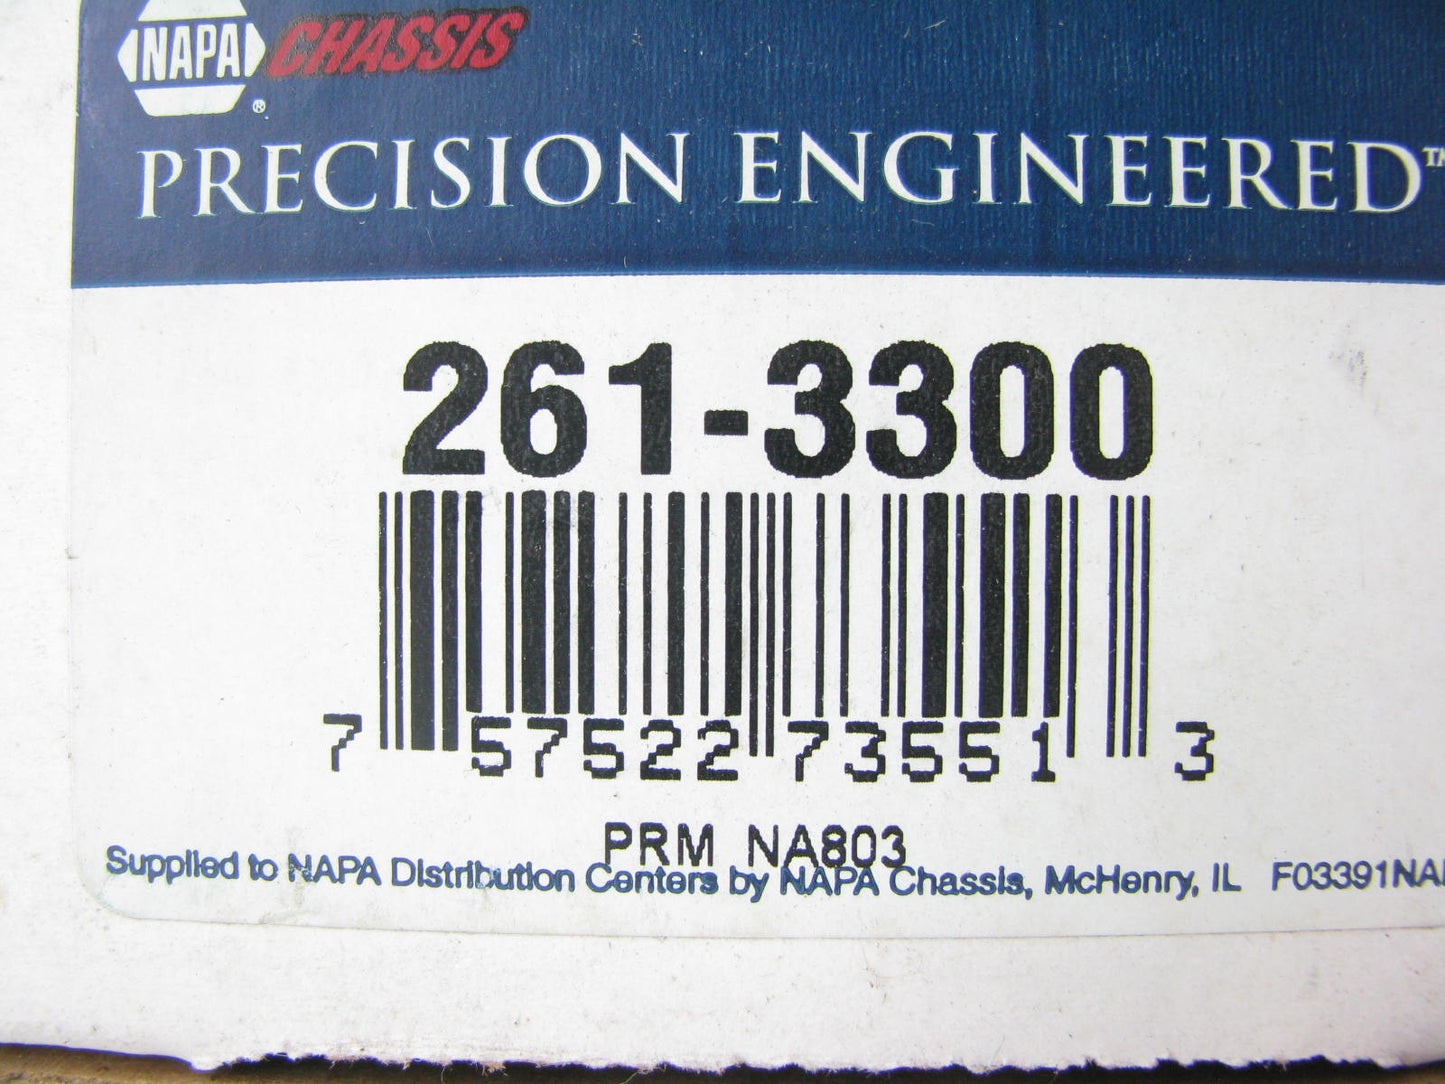 NAPA® CHASSIS
PRECISION ENGINEERED™
261-3300
7 57522 73551 3
PRM NA803
Supplied to NAPA Distribution Centers by NAPA Chassis, McHenry, IL F03391NA